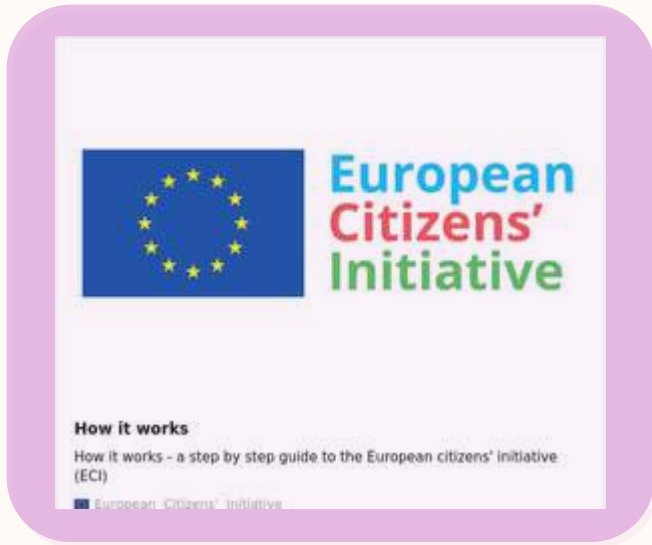 European
Citizens’
Initiative
How it works
How it works - a step by step guide to the European citizens' initiative
(ECI)
European Citizens' Initiative